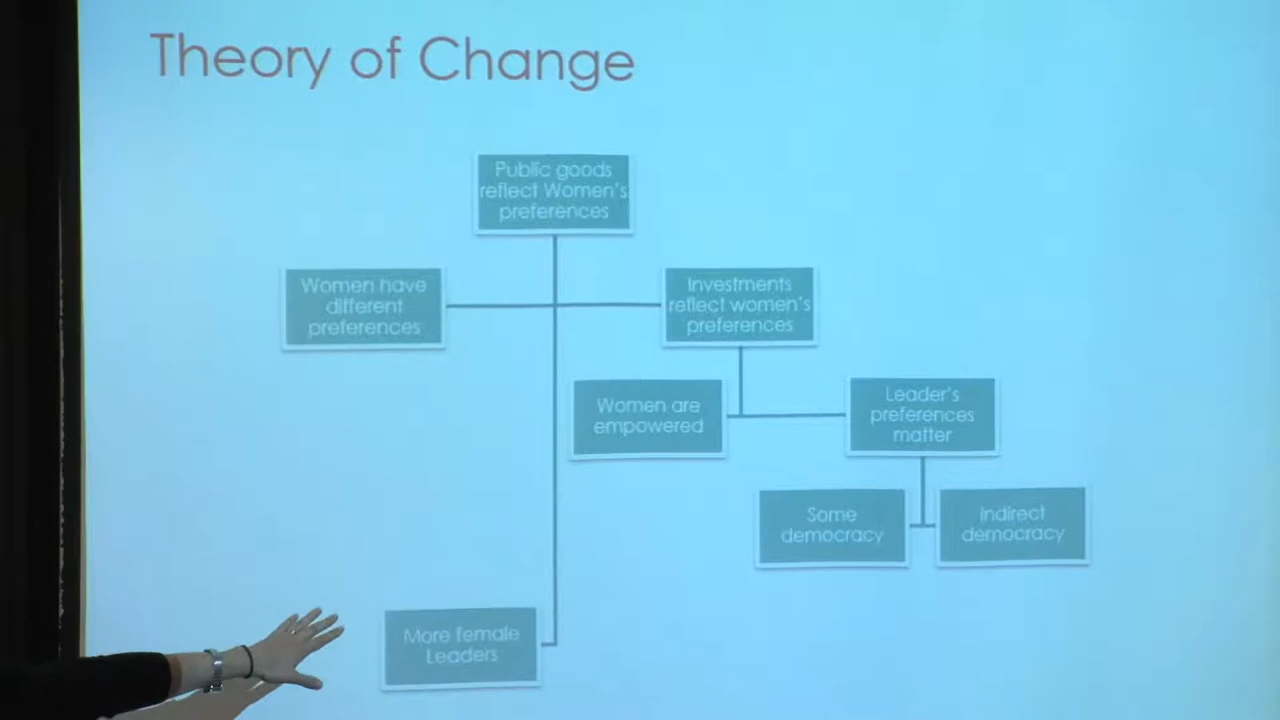 Theory of Change
Public goods
reflect Women's
preferences
Women have
different
preferences
Investments
reflect women's
preferences
Women are
empowered
Leader's
preferences
matter
Some
democracy
Indirect
democracy
More female
Leaders